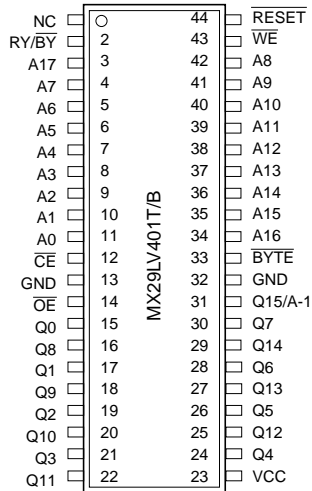 NC 44 RESET
RY/BY 2 43 WE
A17 3 42 A8
A7 4 41 A9
A6 5 40 A10
A5 6 39 A11
A4 7 38 A12
A3 8 37 A13
A2 9 36 A14
A1 10 35 A15
A0 11 34 A16
CE 12 33 BYTE
GND 13 32 GND
OE 14 31 Q15/A-1
Q0 15 30 Q7
Q8 16 29 Q14
Q1 17 28 Q6
Q9 18 27 Q13
Q2 19 26 Q5
Q10 20 25 Q12
Q3 21 24 Q4
Q11 22 23 VCC
MX29LV401T/B